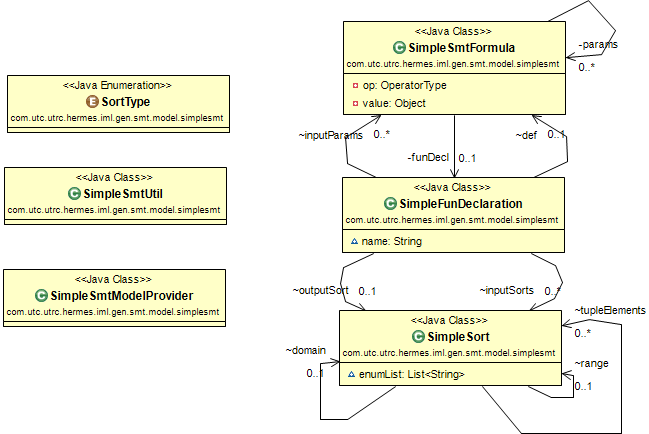 <<Java Class>>
SimpleSmtFormula
com.utc.utrc.hermes.iml.gen.smt.model.simplesmt
op: OperatorType
value: Object
-params
0..*
<<Java Enumeration>>
SortType
com.utc.utrc.hermes.iml.gen.smt.model.simplesmt
~inputParams
0..*
-funDecl
0..1
~def
0..1
<<Java Class>>
SimpleSmtUtil
com.utc.utrc.hermes.iml.gen.smt.model.simplesmt
<<Java Class>>
SimpleFunDeclaration
com.utc.utrc.hermes.iml.gen.smt.model.simplesmt
name: String
<<Java Class>>
SimpleSmtModelProvider
com.utc.utrc.hermes.iml.gen.smt.model.simplesmt
~outputSort
0..1
~inputSorts
0..*
<<Java Class>>
SimpleSort
com.utc.utrc.hermes.iml.gen.smt.model.simplesmt
enumList: List<String>
~tupleElements
0..*
~domain
0..1
~range
0..1